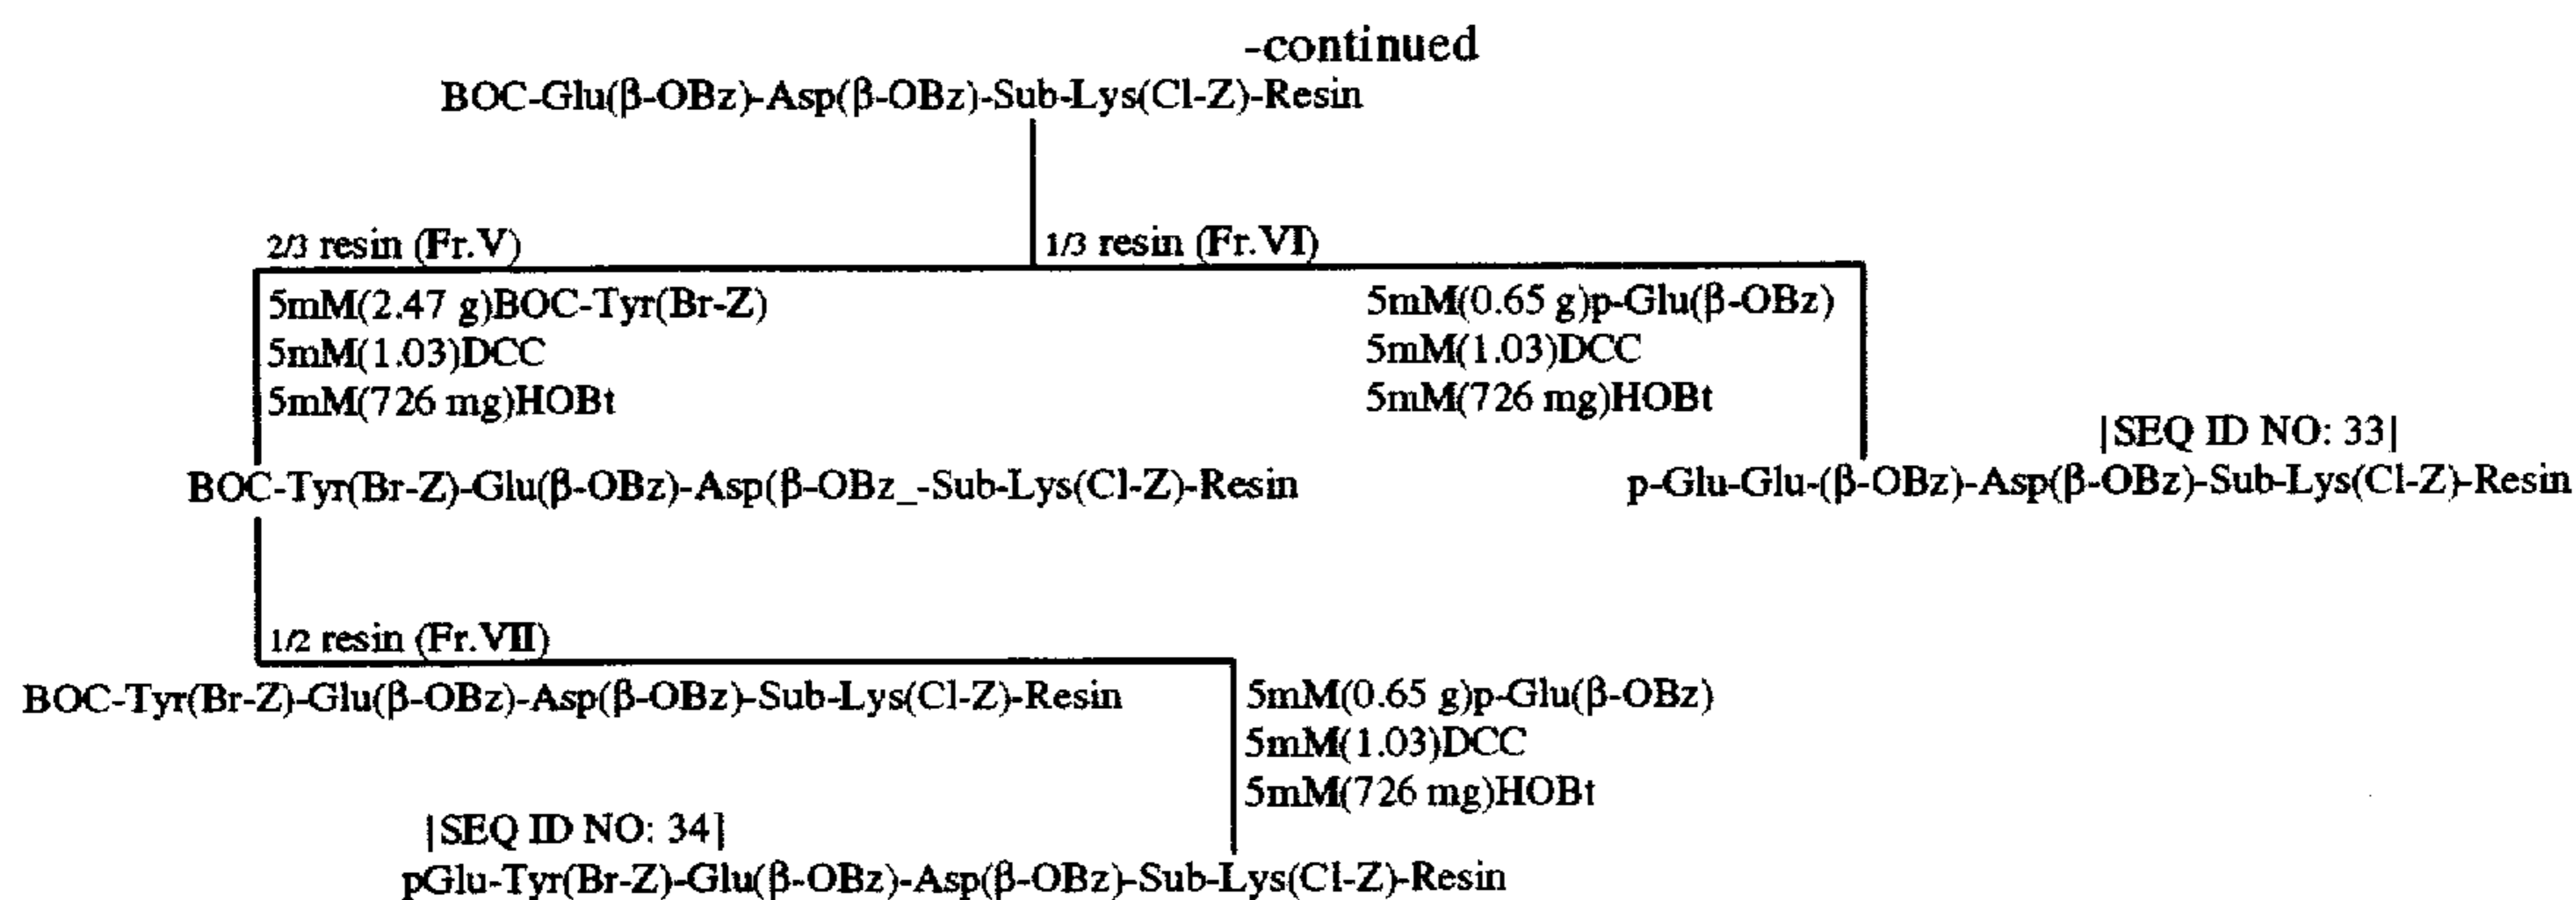 -continued
BOC-Glu(β-OBz)-Asp(β-OBz)-Sub-Lys(Cl-Z)-Resin
2/3 resin (Fr.V)
1/3 resin (Fr.VI)
5mM(2.47 g)BOC-Tyr(Br-Z)
5mM(1.03)DCC
5mM(726 mg)HOBt
5mM(0.65 g)p-Glu(β-OBz)
5mM(1.03)DCC
5mM(726 mg)HOBt
|SEQ ID NO: 33|
BOC-Tyr(Br-Z)-Glu(β-OBz)-Asp(β-OBz_-Sub-Lys(Cl-Z)-Resin
p-Glu-Glu-(β-OBz)-Asp(β-OBz)-Sub-Lys(Cl-Z)-Resin
1/2 resin (Fr.VII)
BOC-Tyr(Br-Z)-Glu(β-OBz)-Asp(β-OBz)-Sub-Lys(Cl-Z)-Resin
5mM(0.65 g)p-Glu(β-OBz)
5mM(1.03)DCC
5mM(726 mg)HOBt
|SEQ ID NO: 34]
pGlu-Tyr(Br-Z)-Glu(β-OBz)-Asp(β-OBz)-Sub-Lys(Cl-Z)-Resin